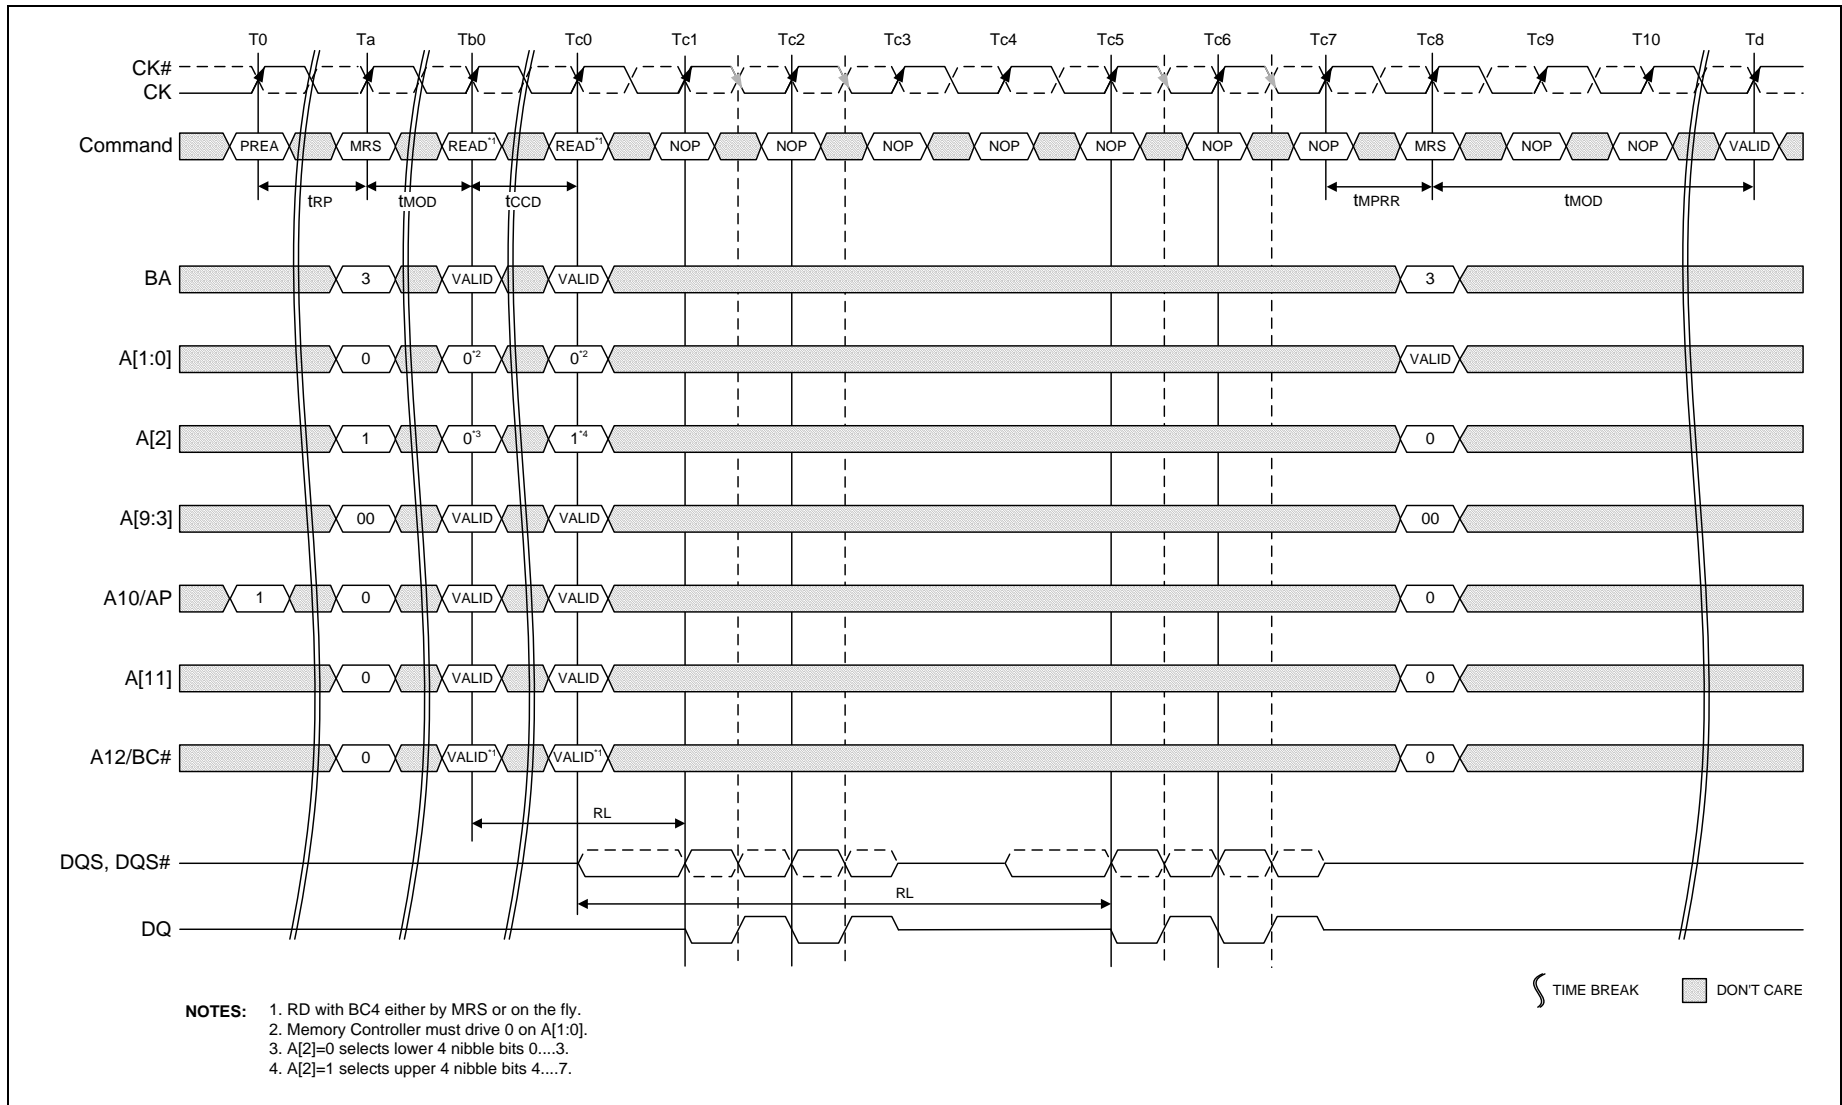 T0 Ta Tb0 Tc0 Tc1 Tc2 Tc3 Tc4 Tc5 Tc6 Tc7 Tc8 Tc9 T10 Td
CK#
CK
Command PREA MRS READ*1 READ*1 NOP NOP NOP NOP NOP NOP NOP MRS NOP NOP VALID
tRP tMOD tCCD tMPRR tMOD
BA 3 VALID VALID 3
A[1:0] 0*2 0*2 VALID 0
A[2] 1 0*3 1*4 0
A[9:3] 00 VALID VALID 00
A10/AP 1 0 VALID VALID 0
A[11] 0 VALID VALID 0
A12/BC# 0 VALID*1 VALID*1 0
RL
DQS, DQS#
RL
DQ
TIME BREAK DON'T CARE
NOTES: 1. RD with BC4 either by MRS or on the fly.
2. Memory Controller must drive 0 on A[1:0].
3. A[2]=0 selects lower 4 nibble bits 0....3.
4. A[2]=1 selects upper 4 nibble bits 4....7.